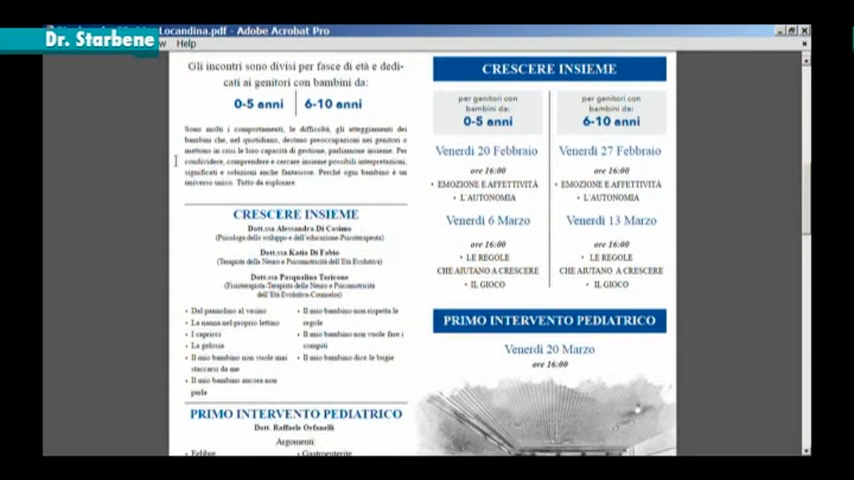 Locandina.pdf - Adobe Acrobat Pro
Dr. Starbene
w Help
Gli incontri sono divisi per fasce di età e dedi-
cati ai genitori con bambini da:
0-5 anni 6-10 anni
Sono molti i comportamenti, le difficoltà, gli atteggiamenti dei
bambini che, nel quotidiano, destano preoccupazioni nei genitori o
mettono in crisi le loro capacità di gestione, parliamone insieme. Per
condividere, comprendere e cercare insieme possibili interpretazioni,
significati e soluzioni anche fantasiose. Perché ogni bambino è un
universo unico. Tutto da esplorare.
CRESCERE INSIEME
Dott.ssa Alessandra Di Cosimo
(Psicologa dello sviluppo e dell'educazione-Psicoterapeuta)
Dott.ssa Katia Di Fabio
(Terapista della Neuro e Psicomotricità dell'Età Evolutiva)
Dott.ssa Pasqualina Taricone
(Fisioterapista-Terapista della Neuro e Psicomotricità
dell'Età Evolutiva-Counselor)
• Dal pannolino al vasino
• La nanna nel proprio lettino
• I capricci
• La gelosia
• Il mio bambino non vuole mai
staccarsi da me
• Il mio bambino ancora non
parla
• Il mio bambino non rispetta le
regole
• Il mio bambino non vuole fare i
compiti
• Il mio bambino dice le bugie
PRIMO INTERVENTO PEDIATRICO
Dott. Raffaele Orfanelli
Argomenti
• Febbre • Gastroenterite
CRESCERE INSIEME
per genitori con
bambini da:
0-5 anni
Venerdì 20 Febbraio
ore 16:00
• EMOZIONE E AFFETTIVITÀ
• L'AUTONOMIA
Venerdì 6 Marzo
ore 16:00
• LE REGOLE
CHE AIUTANO A CRESCERE
• IL GIOCO
per genitori con
bambini da:
6-10 anni
Venerdì 27 Febbraio
ore 16:00
• EMOZIONE E AFFETTIVITÀ
• L'AUTONOMIA
Venerdì 13 Marzo
ore 16:00
• LE REGOLE
CHE AIUTANO A CRESCERE
• IL GIOCO
PRIMO INTERVENTO PEDIATRICO
Venerdì 20 Marzo
ore 16:00